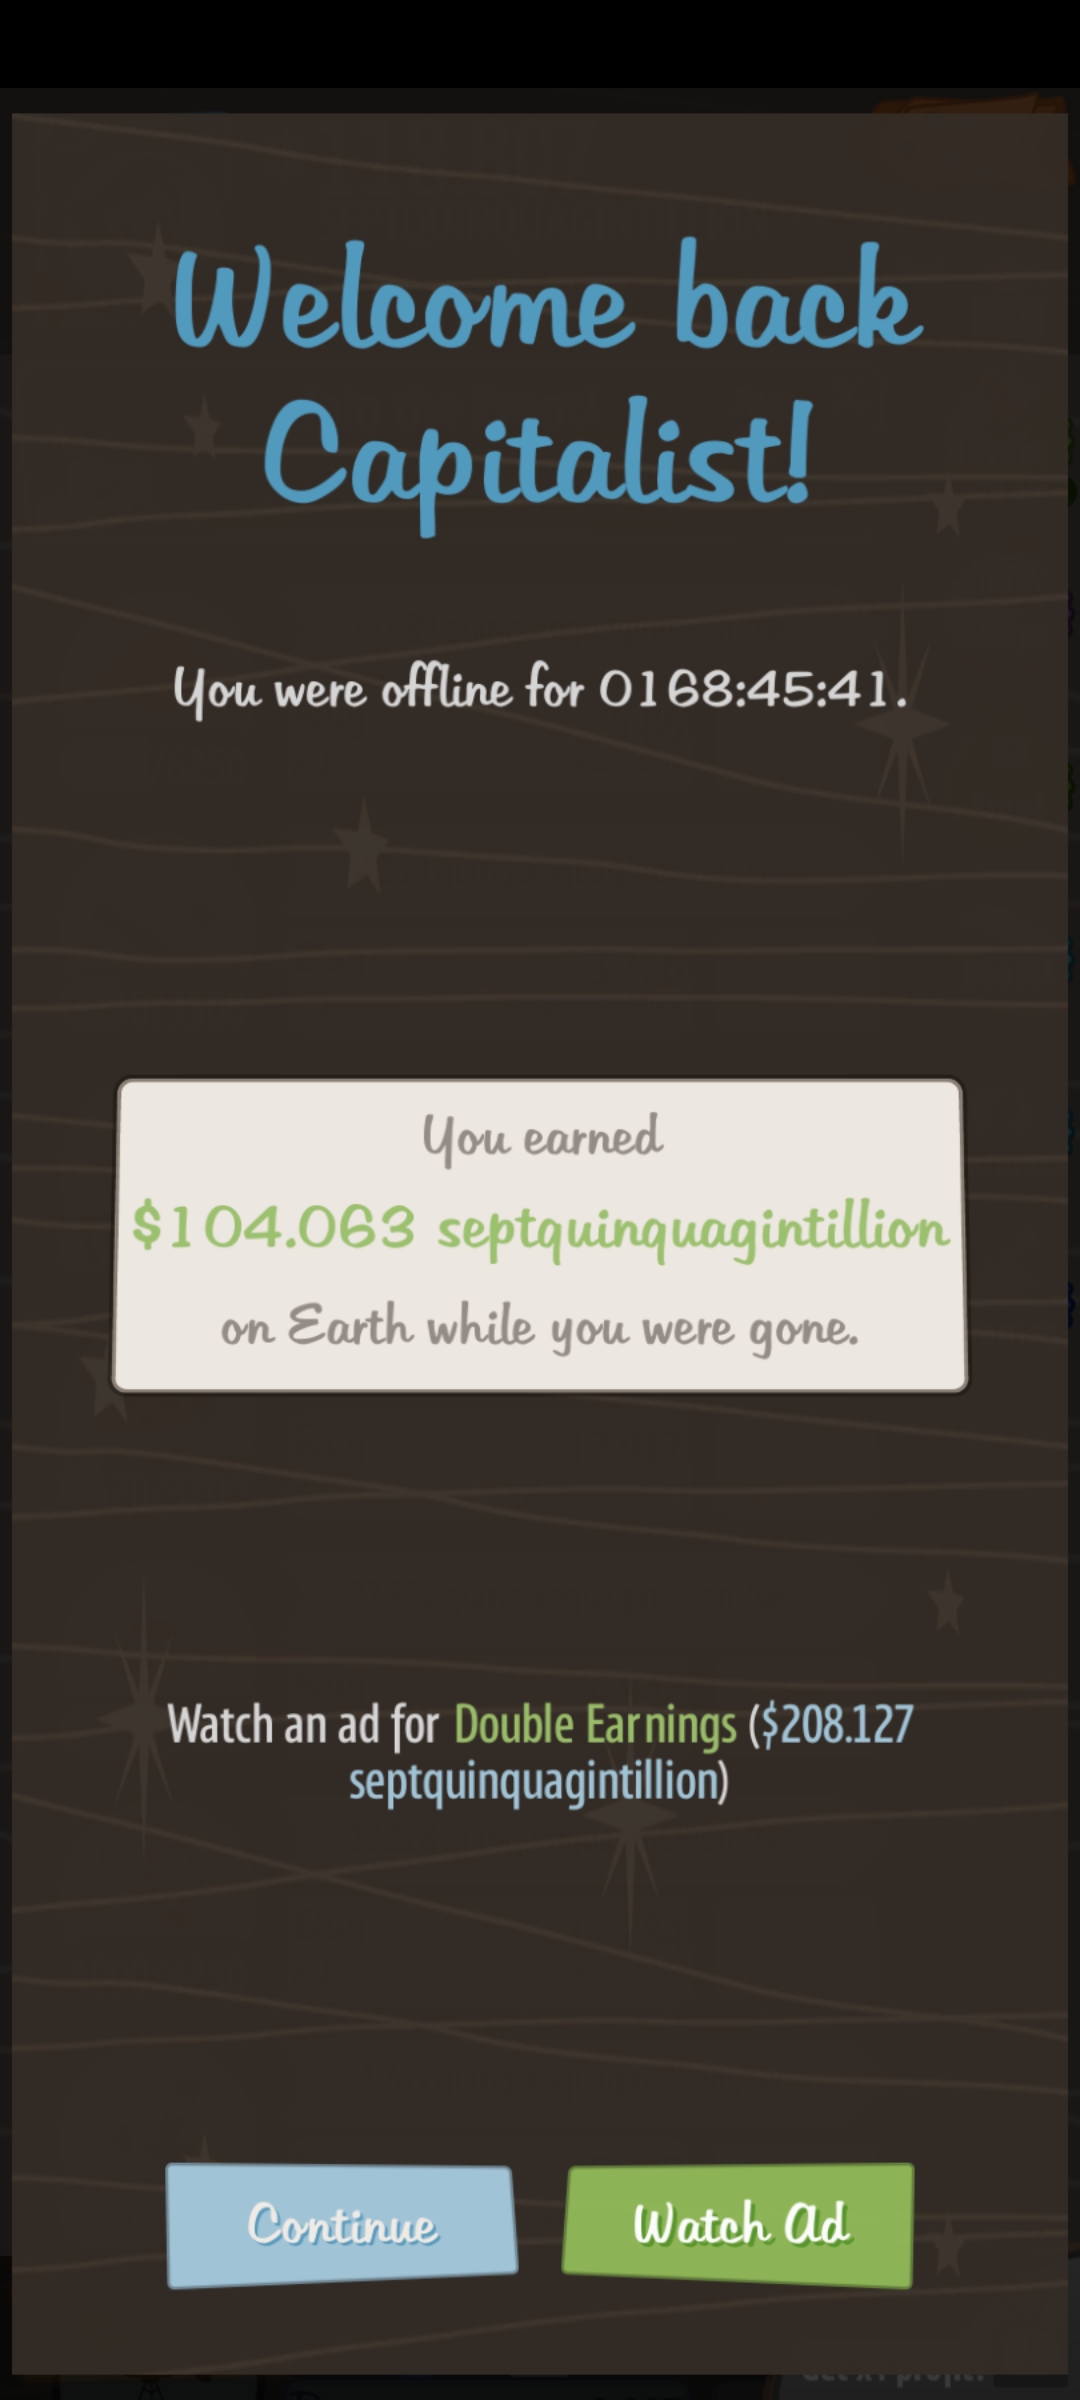 Welcome back
Capitalist!
You were offline for 0168:45:41.
You earned
$104.063 septquinquagintillion
on Earth while you were gone.
Watch an ad for Double Earnings ($208.127
septquinquagintillion)
Continue
Watch Ad